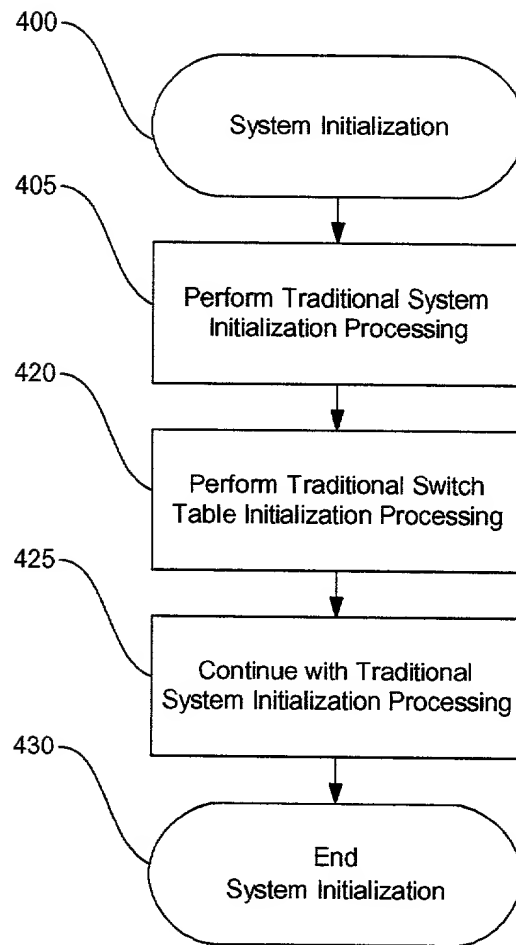 400
System Initialization
405
Perform Traditional System
Initialization Processing
420
Perform Traditional Switch
Table Initialization Processing
425
Continue with Traditional
System Initialization Processing
430
End
System Initialization